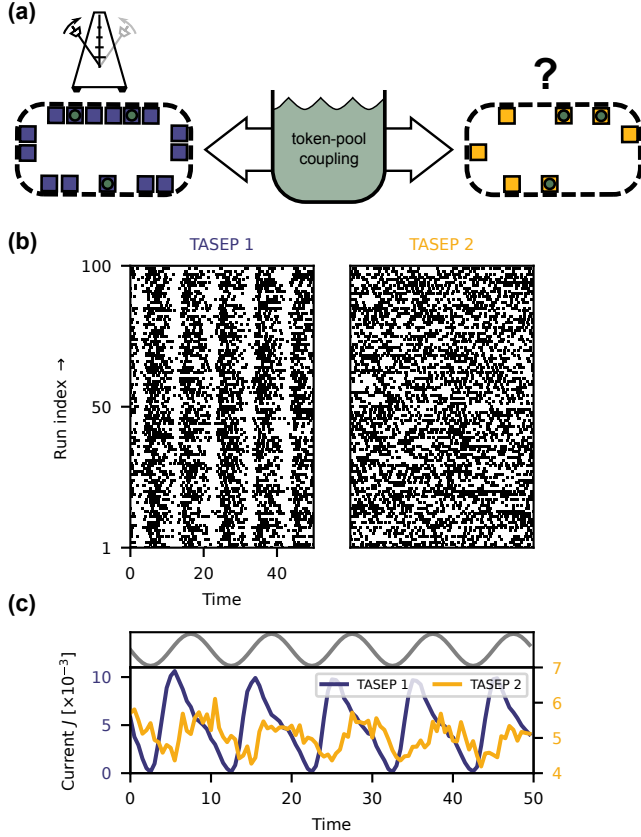 (a)
?
token-pool
coupling
(b)
TASEP 1
TASEP 2
Run index →
100
50
1
0
20
40
Time
(c)
Current J [×10⁻³]
10
5
0
TASEP 1
TASEP 2
7
6
5
4
0
10
20
30
40
50
Time